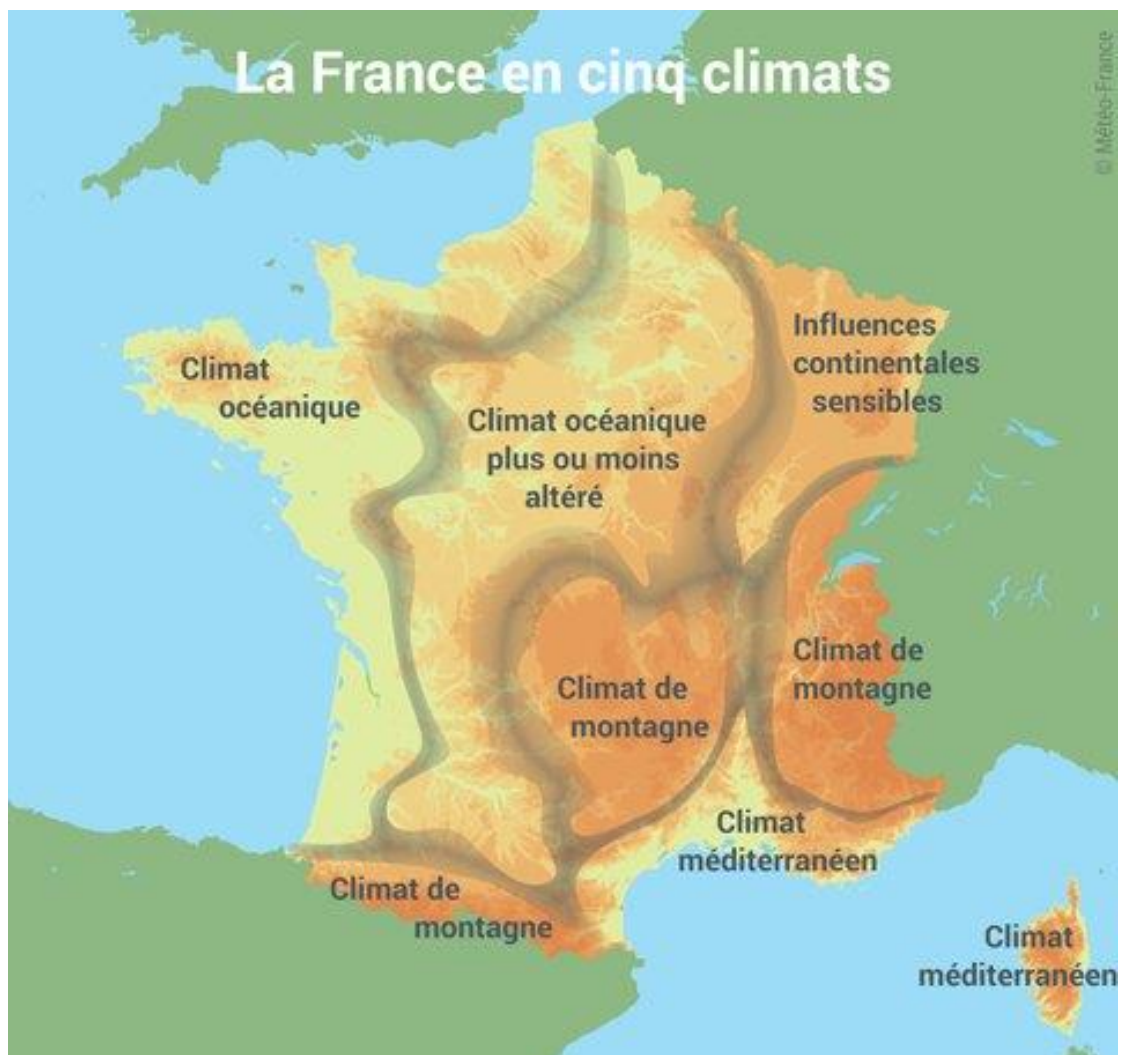 La France en cinq climats
© Météo-France
Influences
continentales
sensibles
Climat
océanique
Climat océanique
plus ou moins
altéré
Climat de
montagne
Climat de
montagne
Climat
méditerranéen
Climat de
montagne
Climat
méditerranéen